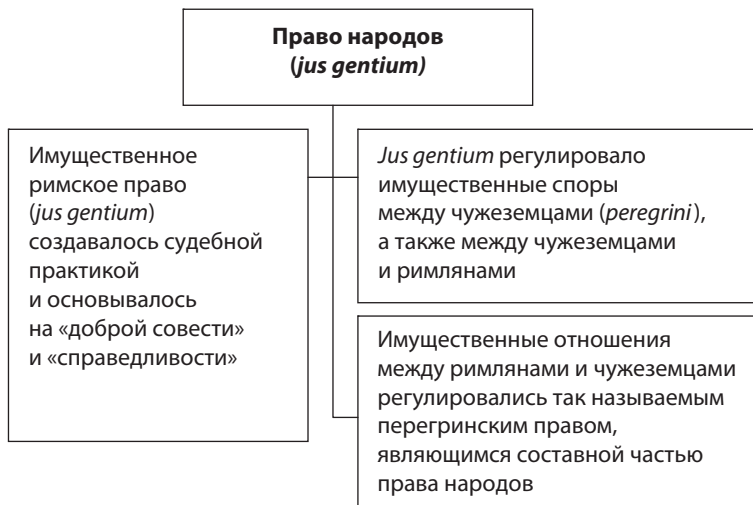 Право народов
(jus gentium)
Имущественное
римское право
(jus gentium)
создавалось судебной
практикой
и основывалось
на «доброй совести»
и «справедливости»
Jus gentium регулировало
имущественные споры
между чужеземцами (peregrini),
а также между чужеземцами
и римлянами
Имущественные отношения
между римлянами и чужеземцами
регулировались так называемым
перегринским правом,
являющимся составной частью
права народов